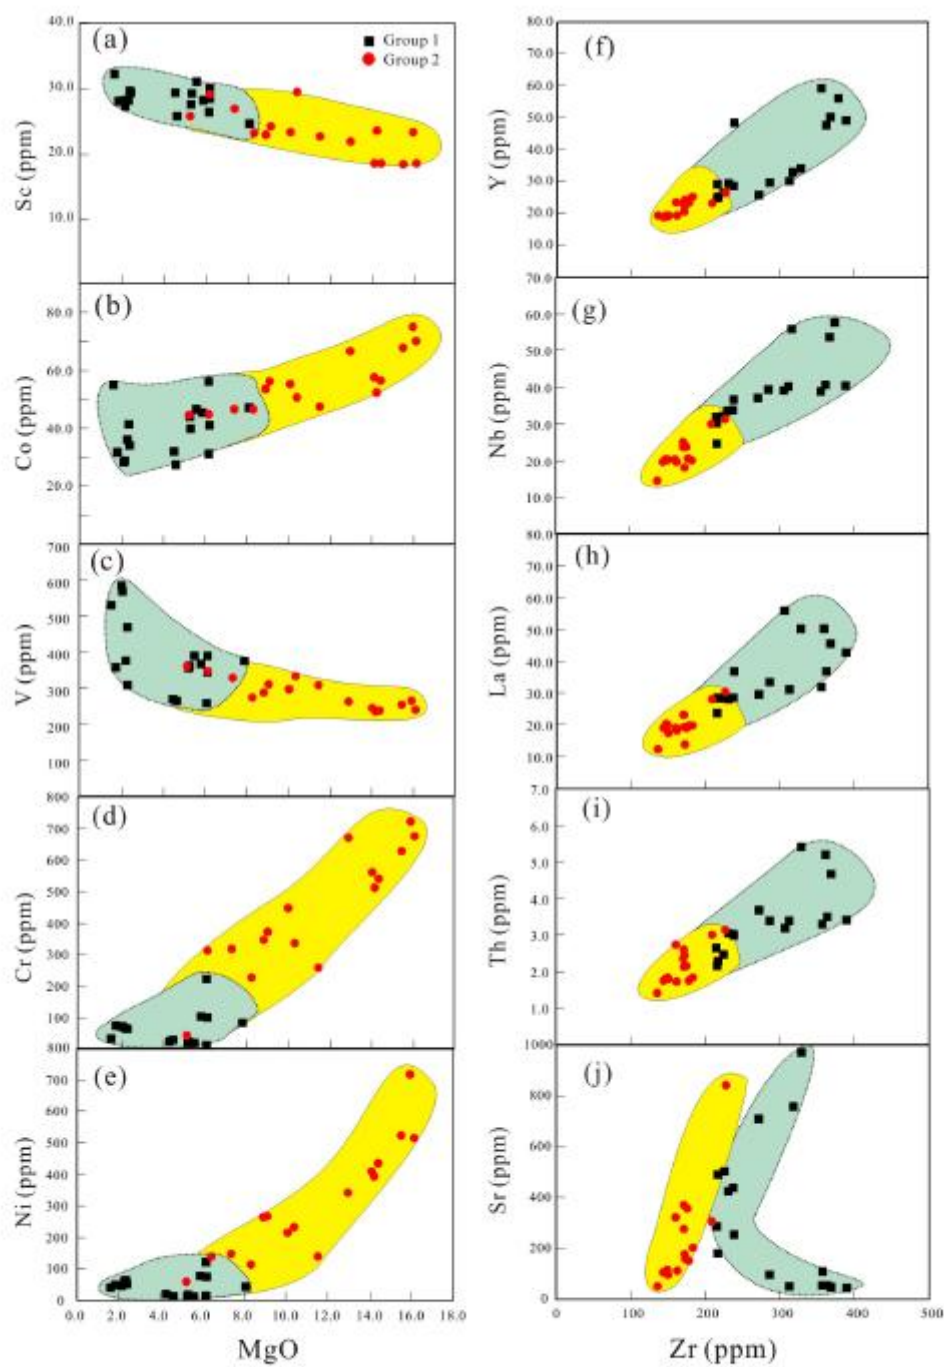 (a)
Group 1
Group 2
40.0
30.0
20.0
10.0
Sc (ppm)
(b)
80.0
60.0
40.0
20.0
Co (ppm)
(c)
700
600
500
400
300
200
100
V (ppm)
(d)
800
700
600
500
400
300
200
100
Cr (ppm)
(e)
800
700
600
500
400
300
200
100
0
Ni (ppm)
0.0 2.0 4.0 6.0 8.0 10.0 12.0 14.0 16.0 18.0
MgO
(f)
80.0
70.0
60.0
50.0
40.0
30.0
20.0
10.0
Y (ppm)
(g)
70.0
60.0
50.0
40.0
30.0
20.0
10.0
Nb (ppm)
(h)
80.0
70.0
60.0
50.0
40.0
30.0
20.0
10.0
La (ppm)
(i)
7.0
6.0
5.0
4.0
3.0
2.0
1.0
Th (ppm)
(j)
1000
800
600
400
200
0
Sr (ppm)
0 100 200 300 400 500
Zr (ppm)